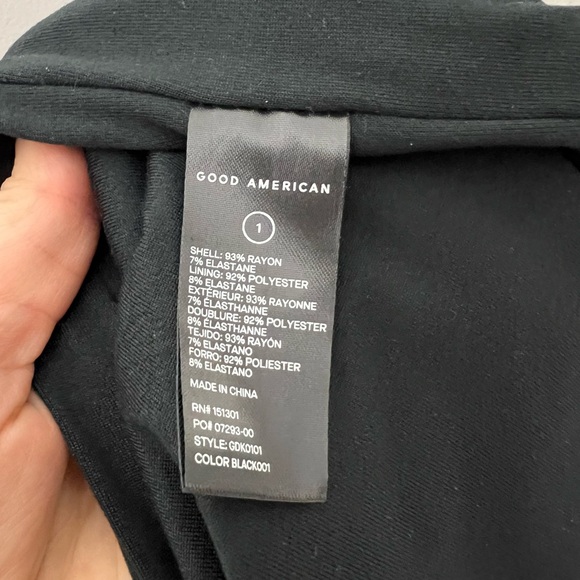 GOOD AMERICAN
1
SHELL: 93% RAYON
7% ELASTANE
LINING: 92% POLYESTER
8% ELASTANE
EXTÉRIEUR: 93% RAYONNE
7% ÉLASTHANNE
DOUBLURE: 92% POLYESTER
8% ÉLASTHANNE
TEJIDO: 93% RAYÓN
7% ELASTANO
FORRO: 92% POLIESTER
8% ELASTANO
MADE IN CHINA
RN# 151301
PO# 07293-00
STYLE: GDK0101
COLOR BLACK001